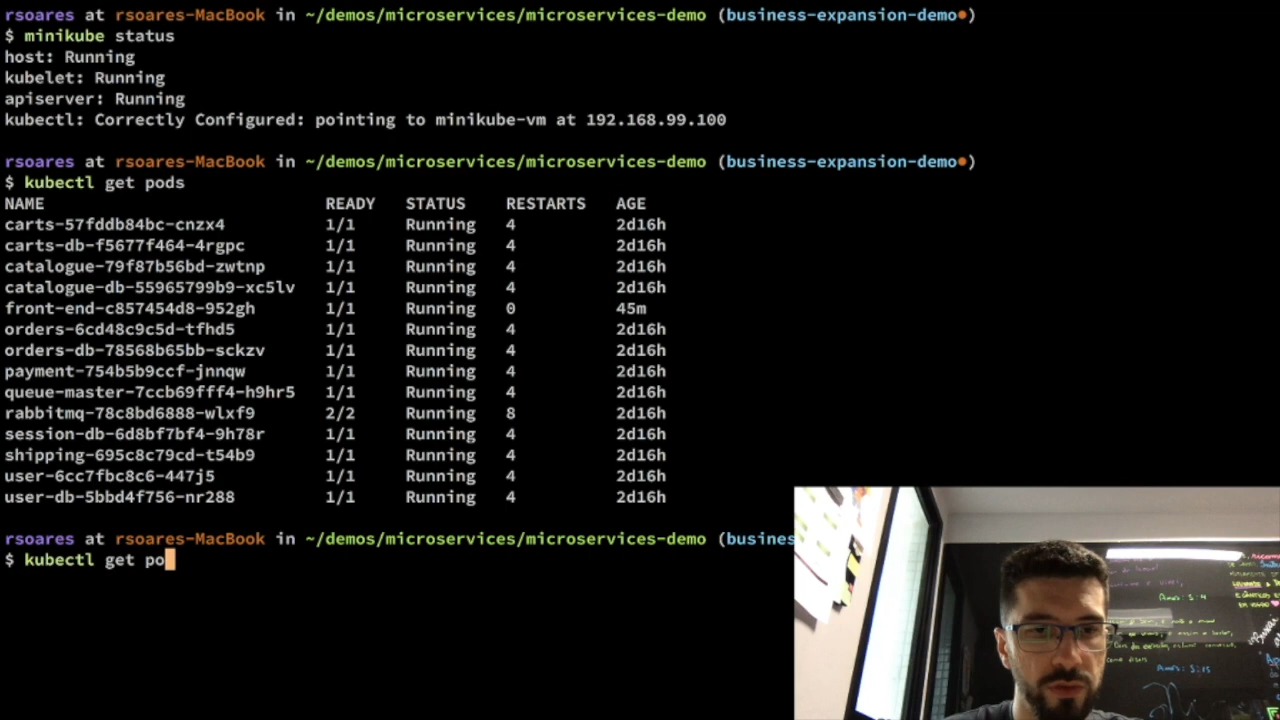 rsoares at rsoares-MacBook in ~/demos/microservices/microservices-demo (business-expansion-demo●)
$ minikube status
host: Running
kubelet: Running
apiserver: Running
kubectl: Correctly Configured: pointing to minikube-vm at 192.168.99.100
rsoares at rsoares-MacBook in ~/demos/microservices/microservices-demo (business-expansion-demo●)
$ kubectl get pods
NAME READY STATUS RESTARTS AGE
carts-57fddb84bc-cnzx4 1/1 Running 4 2d16h
carts-db-f5677f464-4rgpc 1/1 Running 4 2d16h
catalogue-79f87b56bd-zwtnp 1/1 Running 4 2d16h
catalogue-db-55965799b9-xc5lv 1/1 Running 4 2d16h
front-end-c857454d8-952gh 1/1 Running 0 45m
orders-6cd48c9c5d-tfhd5 1/1 Running 4 2d16h
orders-db-78568b65bb-sckzv 1/1 Running 4 2d16h
payment-754b5b9ccf-jnnqw 1/1 Running 4 2d16h
queue-master-7ccb69fff4-h9hr5 1/1 Running 4 2d16h
rabbitmq-78c8bd6888-wlxf9 2/2 Running 8 2d16h
session-db-6d8bf7bf4-9h78r 1/1 Running 4 2d16h
shipping-695c8c79cd-t54b9 1/1 Running 4 2d16h
user-6cc7fbc8c6-447j5 1/1 Running 4 2d16h
user-db-5bbd4f756-nr288 1/1 Running 4 2d16h
rsoares at rsoares-MacBook in ~/demos/microservices/microservices-demo (busines
$ kubectl get po